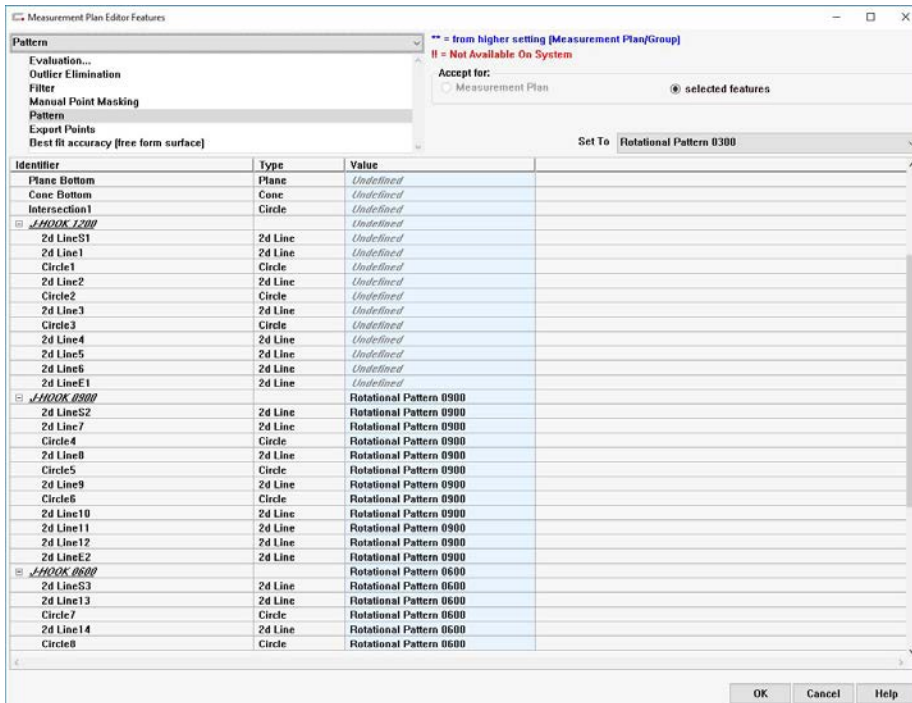 Measurement Plan Editor Features
Pattern
** = from higher setting (Measurement Plan/Group)
!! = Not Available On System
Evaluation...
Outlier Elimination
Filter
Manual Point Masking
Pattern
Export Points
Best fit accuracy (free form surface)
Accept for:
Measurement Plan
selected features
Set To Rotational Pattern 0300
Identifier Type Value
Plane Bottom Plane Undefined
Cone Bottom Cone Undefined
Intersection1 Circle Undefined
J-HOOK 1200 Undefined
2d LineS1 2d Line Undefined
2d Line1 2d Line Undefined
Circle1 Circle Undefined
2d Line2 2d Line Undefined
Circle2 Circle Undefined
2d Line3 2d Line Undefined
Circle3 Circle Undefined
2d Line4 2d Line Undefined
2d Line5 2d Line Undefined
2d Line6 2d Line Undefined
2d LineE1 2d Line Undefined
J-HOOK 0900 Rotational Pattern 0900
2d LineS2 2d Line Rotational Pattern 0900
2d Line7 2d Line Rotational Pattern 0900
Circle4 Circle Rotational Pattern 0900
2d Line8 2d Line Rotational Pattern 0900
Circle5 Circle Rotational Pattern 0900
2d Line9 2d Line Rotational Pattern 0900
Circle6 Circle Rotational Pattern 0900
2d Line10 2d Line Rotational Pattern 0900
2d Line11 2d Line Rotational Pattern 0900
2d Line12 2d Line Rotational Pattern 0900
2d LineE2 2d Line Rotational Pattern 0900
J-HOOK 0600 Rotational Pattern 0600
2d LineS3 2d Line Rotational Pattern 0600
2d Line13 2d Line Rotational Pattern 0600
Circle7 Circle Rotational Pattern 0600
2d Line14 2d Line Rotational Pattern 0600
Circle8 Circle Rotational Pattern 0600
OK Cancel Help